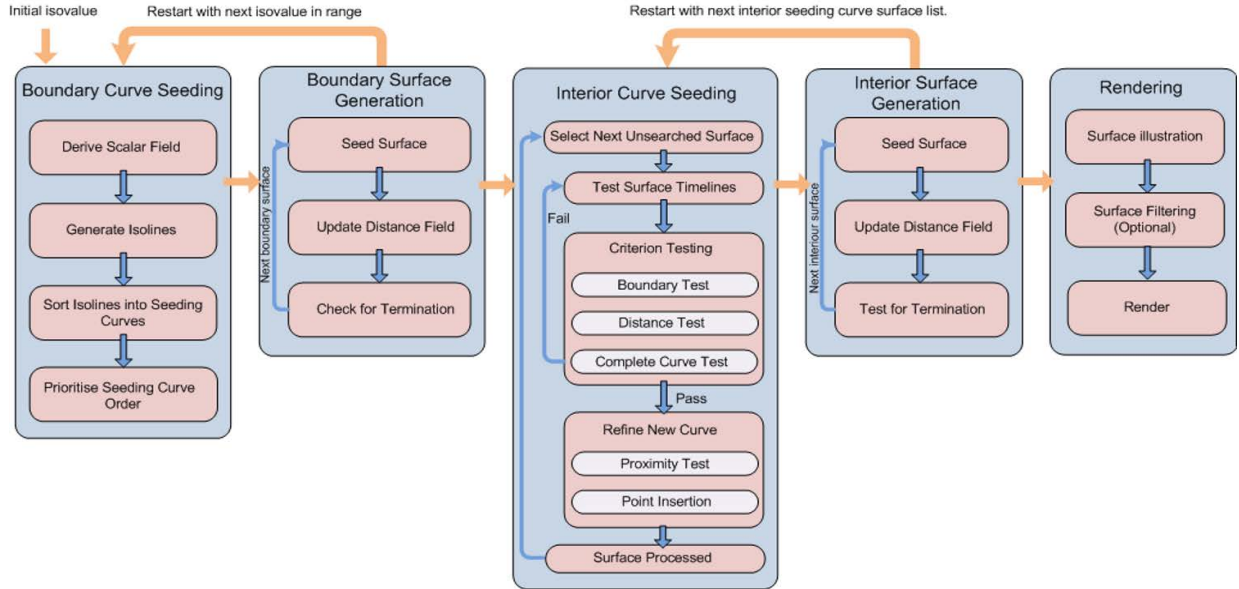 Initial isovalue
Restart with next isovalue in range
Restart with next interior seeding curve surface list.
Boundary Curve Seeding
Derive Scalar Field
Generate Isolines
Sort Isolines into Seeding
Curves
Prioritise Seeding Curve
Order
Boundary Surface
Generation
Seed Surface
Update Distance Field
Check for Termination
Next boundary surface
Interior Curve Seeding
Select Next Unsearched Surface
Test Surface Timelines
Fail
Criterion Testing
Boundary Test
Distance Test
Complete Curve Test
Pass
Refine New Curve
Proximity Test
Point Insertion
Surface Processed
Interior Surface
Generation
Seed Surface
Update Distance Field
Test for Termination
Next interiour surface
Rendering
Surface illustration
Surface Filtering
(Optional)
Render